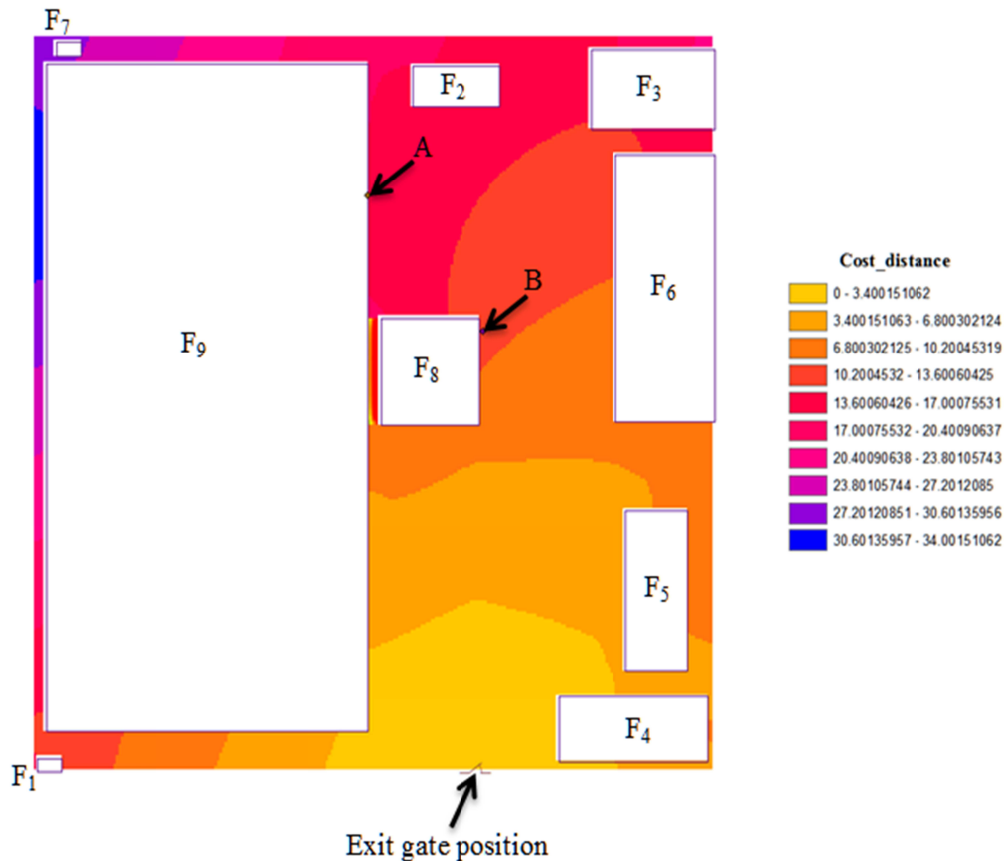 F7
F2
F3
A
B
F6
F9
F8
F5
F4
F1
Exit gate position
Cost_distance
0 - 3.400151062
3.400151063 - 6.800302124
6.800302125 - 10.20045319
10.2004532 - 13.60060425
13.60060426 - 17.00075531
17.00075532 - 20.40090637
20.40090638 - 23.80105743
23.80105744 - 27.2012085
27.20120851 - 30.60135956
30.60135957 - 34.00151062